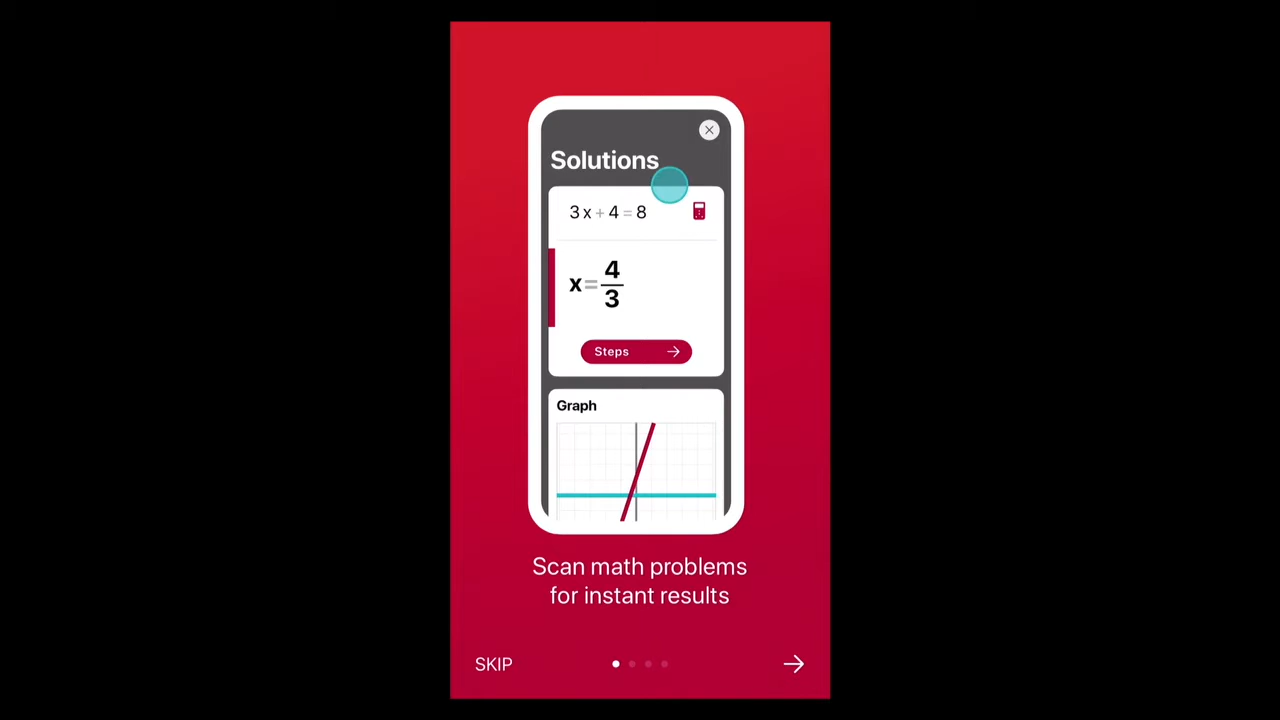 Solutions
3x+4=8
x=4/3
Steps
Graph
Scan math problems
for instant results
SKIP